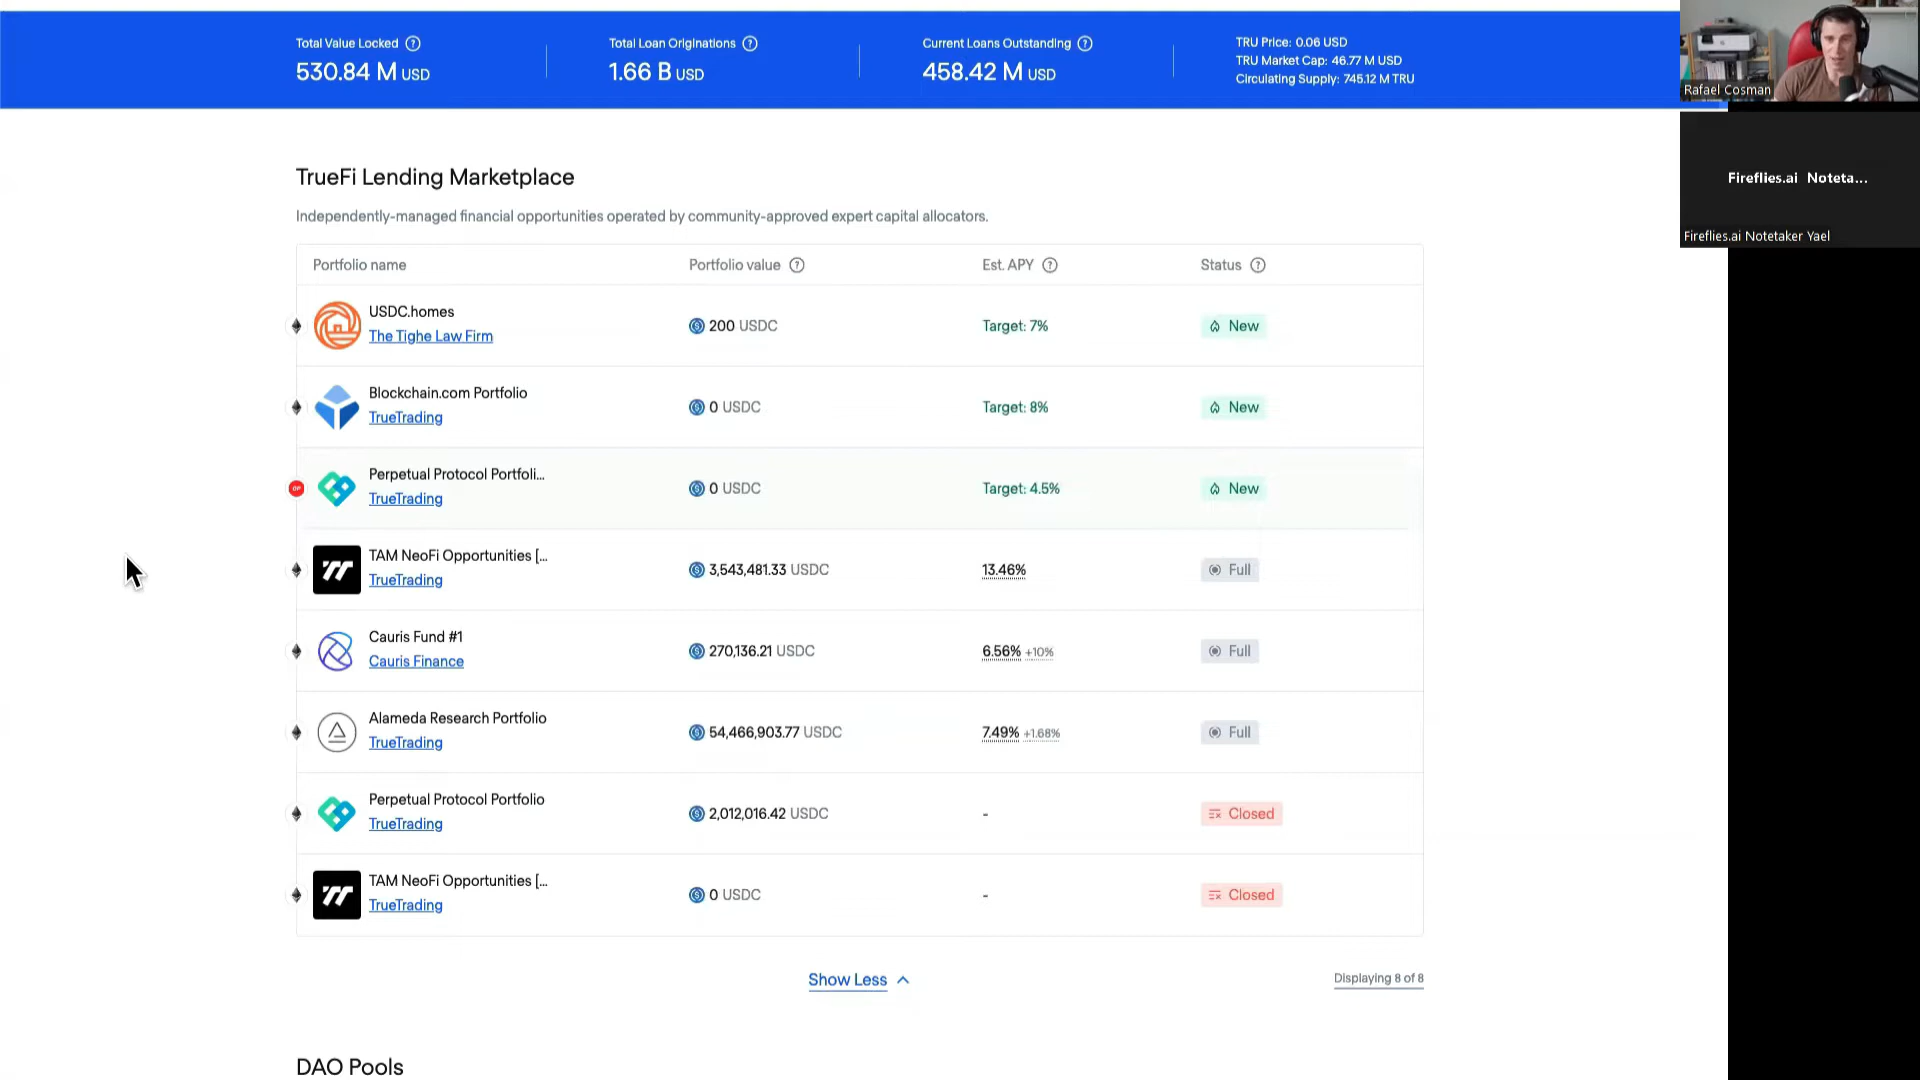 Total Value Locked
530.84 M USD
Total Loan Originations
1.66 B USD
Current Loans Outstanding
458.42 M USD
TRU Price: 0.06 USD
TRU Market Cap: 46.77 M USD
Circulating Supply: 745.12 M TRU
Rafael Cosman
Fireflies.ai Noteta...
Fireflies.ai Notetaker Yael
TrueFi Lending Marketplace
Independently-managed financial opportunities operated by community-approved expert capital allocators.
Portfolio name Portfolio value Est. APY Status
USDC.homes
The Tighe Law Firm
200 USDC Target: 7% New
Blockchain.com Portfolio
TrueTrading
0 USDC Target: 8% New
Perpetual Protocol Portfoli...
TrueTrading
0 USDC Target: 4.5% New
TAM NeoFi Opportunities [...
TrueTrading
3,543,481.33 USDC 13.46% Full
Cauris Fund #1
Cauris Finance
270,136.21 USDC 6.56% +10% Full
Alameda Research Portfolio
TrueTrading
54,466,903.77 USDC 7.49% +1.68% Full
Perpetual Protocol Portfolio
TrueTrading
2,012,016.42 USDC - Closed
TAM NeoFi Opportunities [...
TrueTrading
0 USDC - Closed
Show Less
Displaying 8 of 8
DAO Pools